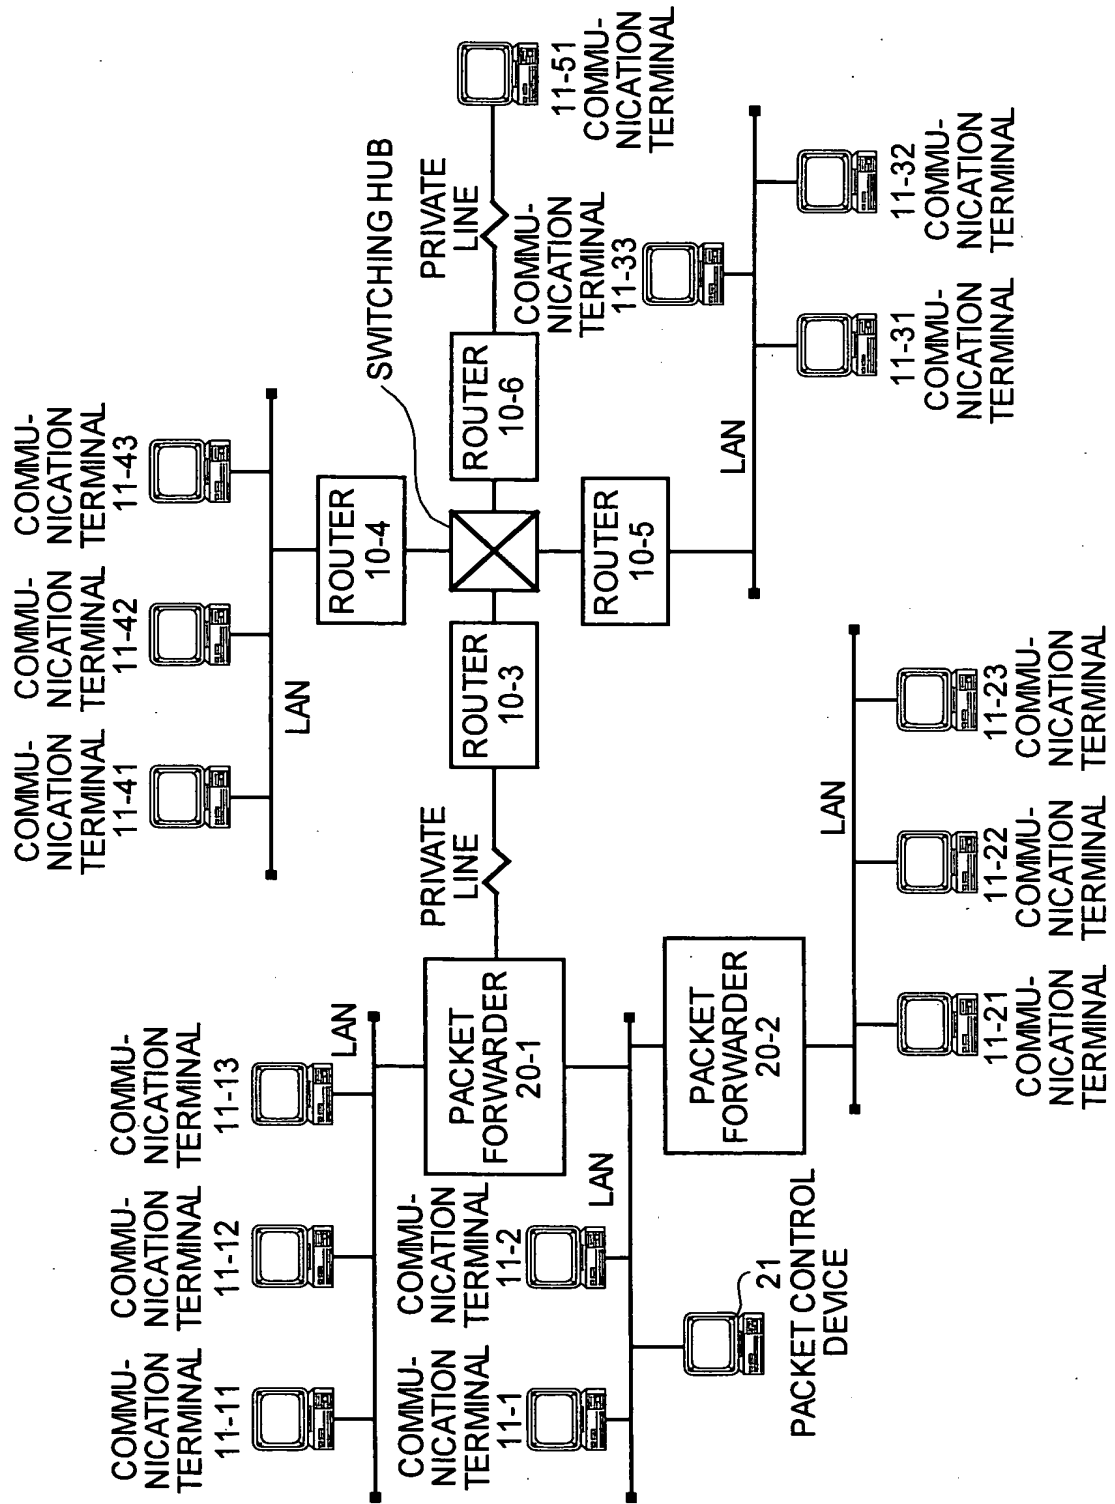 COMMU-
NICATION
TERMINAL
11-11
COMMU-
NICATION
TERMINAL
11-12
COMMU-
NICATION
TERMINAL
11-13
LAN
COMMU-
NICATION
TERMINAL
11-41
COMMU-
NICATION
TERMINAL
11-42
COMMU-
NICATION
TERMINAL
11-43
LAN
COMMU-
NICATION
TERMINAL
11-1
COMMU-
NICATION
TERMINAL
11-2
LAN
PACKET
FORWARDER
20-1
PRIVATE
LINE
ROUTER
10-3
ROUTER
10-4
SWITCHING HUB
ROUTER
10-6
ROUTER
10-5
PRIVATE
LINE
11-51
COMMU-
NICATION
TERMINAL
COMMU-
NICATION
TERMINAL
11-33
LAN
11-31
COMMU-
NICATION
TERMINAL
11-32
COMMU-
NICATION
TERMINAL
21
PACKET CONTROL
DEVICE
PACKET
FORWARDER
20-2
LAN
11-21
COMMU-
NICATION
TERMINAL
11-22
COMMU-
NICATION
TERMINAL
11-23
COMMU-
NICATION
TERMINAL